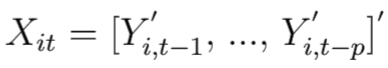 X_{it} = [Y'_{i,t-1}, ..., Y'_{i,t-p}]'